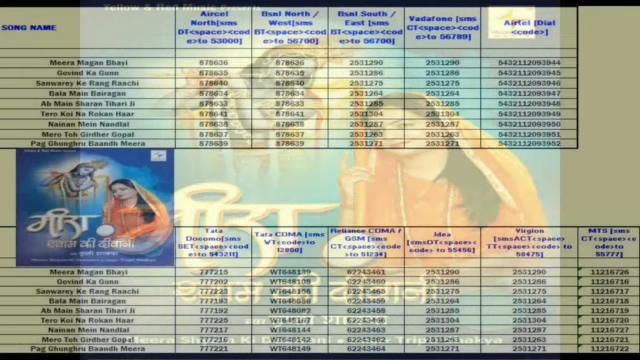 Yellow & Red Music Presents
SONG NAME
Aircel North[sms DT<space><code>to 53000]
Bsnl North / West[sms BT<space><code>to 56700]
Bsnl South / East [sms BT<space><code>to 56700]
Vadafone [sms CT<space><code>to 56789]
Airtel (Dial <code>]
Meera Magan Bhayi 878636 878636 2531290 2531290 5432112093944
Govind Ka Gunn 878635 878635 2531286 2531286 5432112093945
Sanwarey Ke Rang Raachi 878640 878640 2531275 2531275 5432112093946
Bala Main Bairagan 878634 878634 2531264 2531264 5432112093947
Ab Main Sharan Tihari Ji 878633 878633 2531285 2531285 5432112093948
Tero Koi Na Rokan Haar 878641 878641 2531304 2531304 5432112093949
Nainan Mein Nandlal 878638 878638 2531287 2531287 5432112093950
Mero Toh Girdher Gopal 878637 878637 2531263 2531263 5432112093951
Pag Ghunghru Baandh Meera 878639 878639 2531271 2531271 5432112093952
मीरा
श्याम की दीवानी
Tata Docomo[sms SET<space><code>to 543211]
Tata CDMA [sms WT<code>to 12800]
Reliance CDMA / GSM [sms CT<space><code>to 51234]
Idea [smsDT<space><code> to 55456]
Virgion [smsACT<space>TT<space><code>to 58475]
MTS [sms CT<space><code>to 55777]
Meera Magan Bhayi 777215 WT648139 62243461 2531290 2531290 11216726
Govind Ka Gunn 777202 62243460 2531286 2531286 11216718
Sanwarey Ke Rang Raachi 777223 62243465 2531275 2531275 11216717
Bala Main Bairagan 777193 62243459 2531264 2531264 11216718
Ab Main Sharan Tihari Ji 777192 62243458 2531285 2531285 11216719
Tero Koi Na Rokan Haar 777225 62243466 2531304 2531304 11216720
Nainan Mein Nandlal 777217 WT648144 62243463 2531287 2531287 11216727
Mero Toh Girdher Gopal 777216 62243462 2531263 2531263 11216721
Pag Ghunghru Baandh Meera 777221 WT648149 62243464 2531271 2531271 11216722